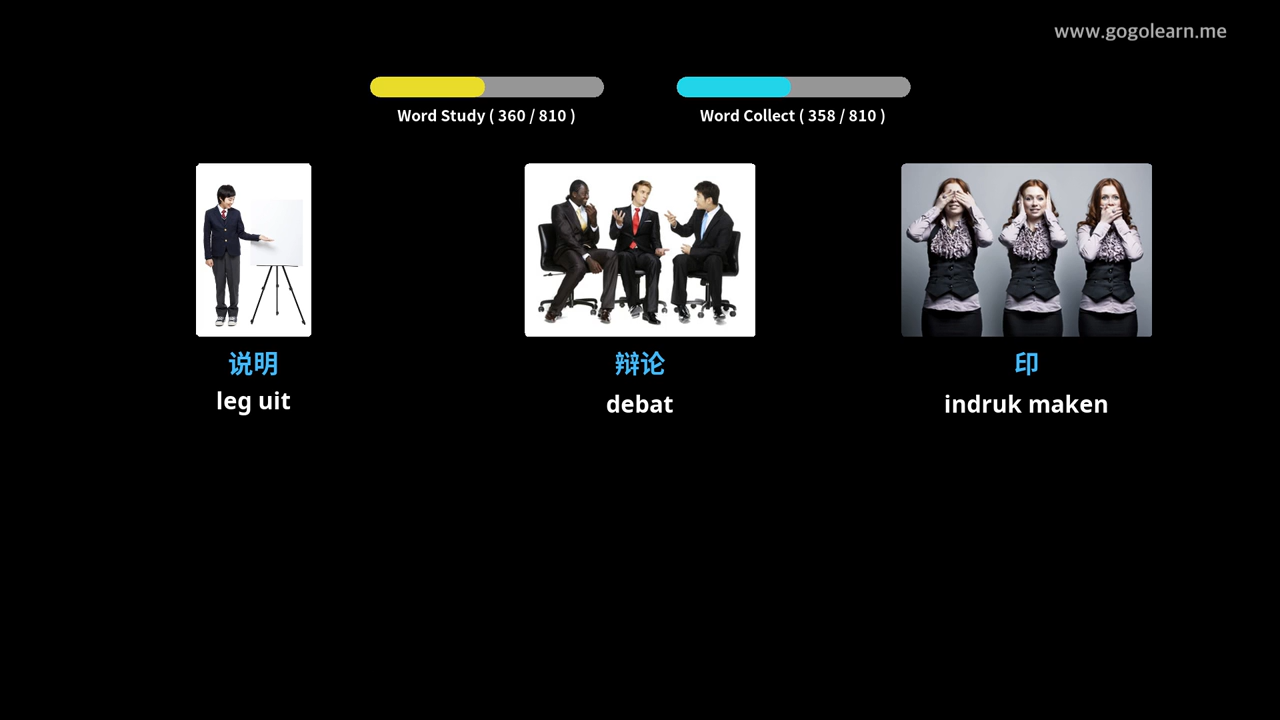 www.gogolearn.me
Word Study ( 360 / 810 )
Word Collect ( 358 / 810 )
说明
leg uit
辩论
debat
印
indruk maken